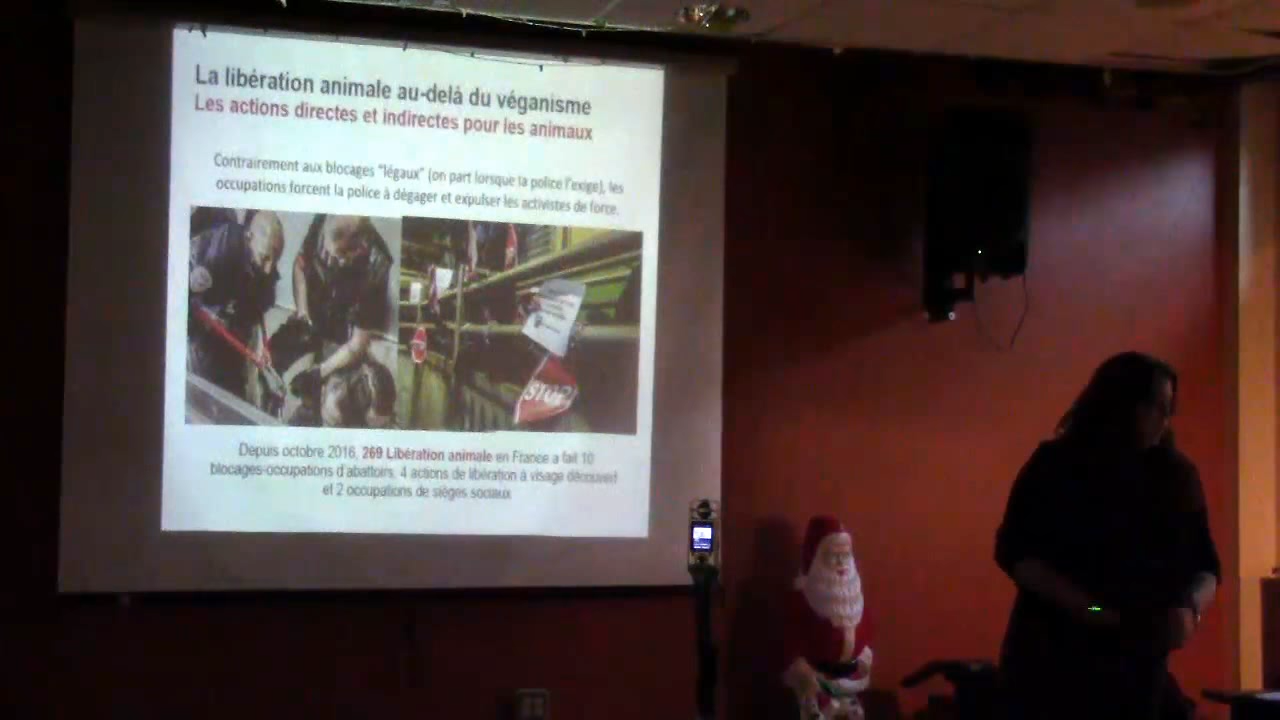 La libération animale au-delà du véganisme
Les actions directes et indirectes pour les animaux
Contrairement aux blocages "légaux" (on part lorsque la police l'exige), les
occupations forcent la police à dégager et expulser les activistes de force.
STOP
Depuis octobre 2016, 269 Libération animale en France a fait 10
blocages-occupations d'abattoirs, 4 actions de libération à visage découvert
et 2 occupations de sièges sociaux